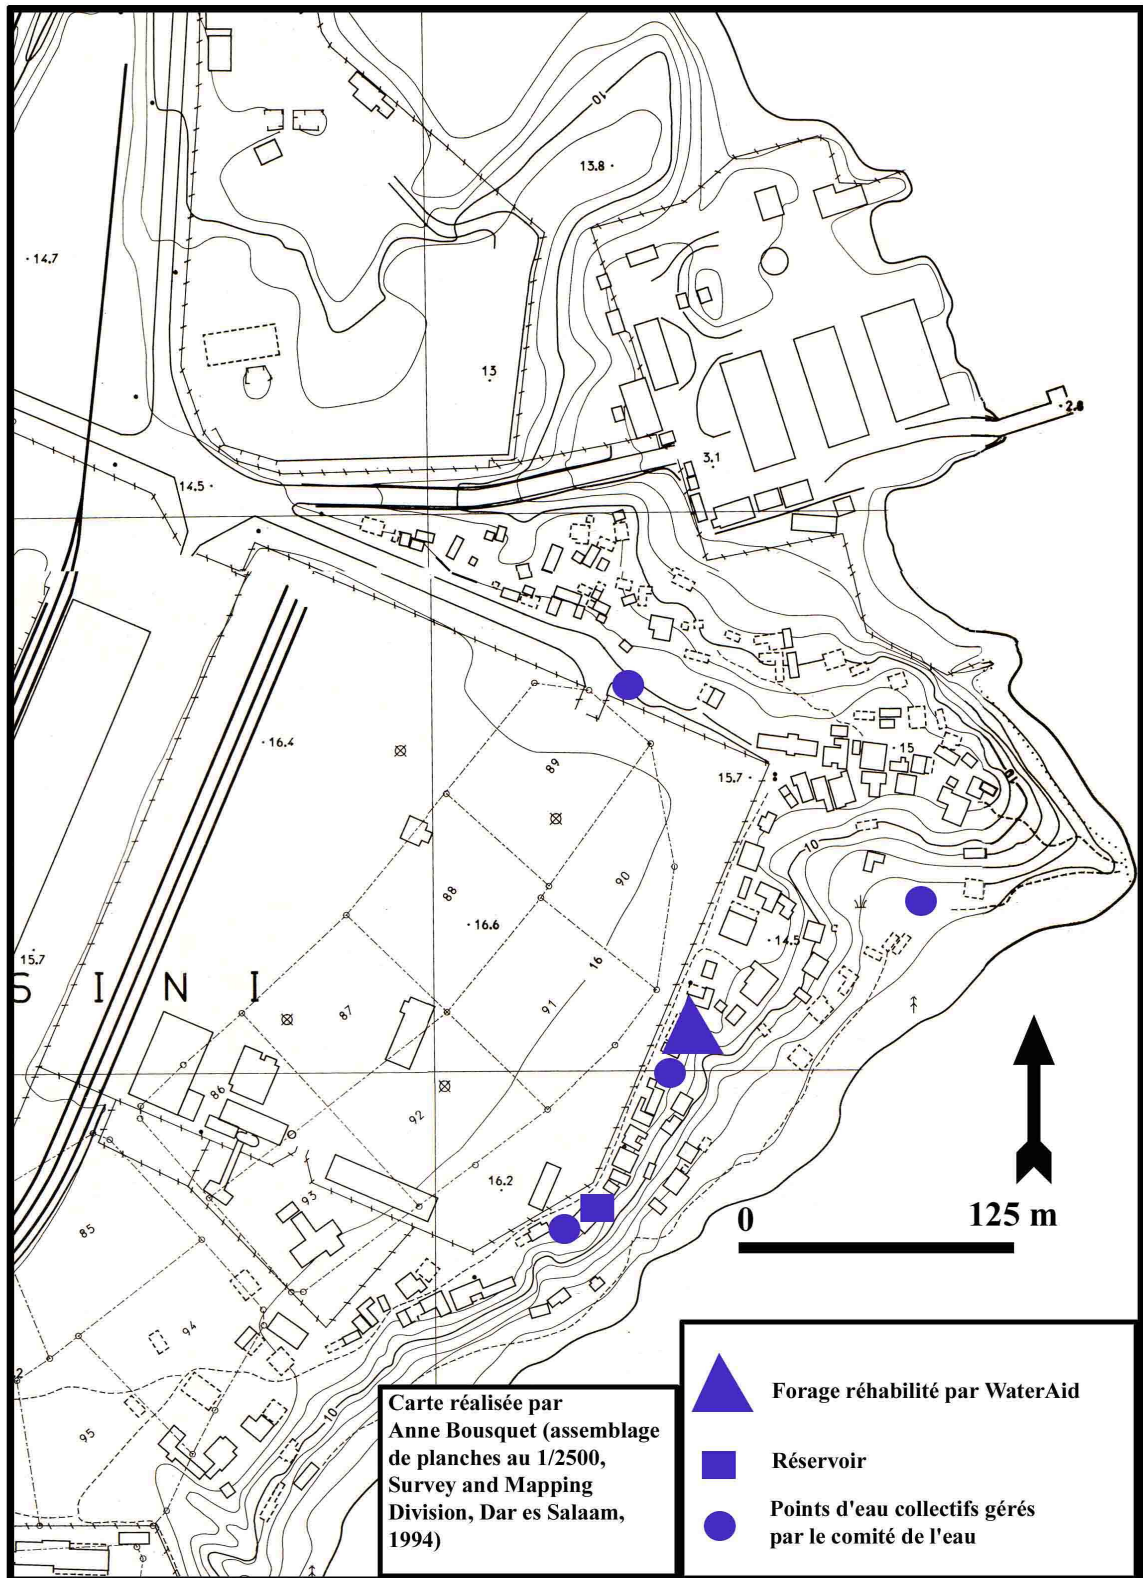 10
13.8
14.7
13
2.8
3.1
14.5
16.4
89
15
15.7
10
10
90
88
16.6
14.5
15.7
16
S I N I
91
87
86
92
16.2
93
0
125 m
85
94
95
10
Forage réhabilité par WaterAid
Réservoir
Points d'eau collectifs gérés
par le comité de l'eau
Carte réalisée par
Anne Bousquet (assemblage
de planches au 1/2500,
Survey and Mapping
Division, Dar es Salaam,
1994)